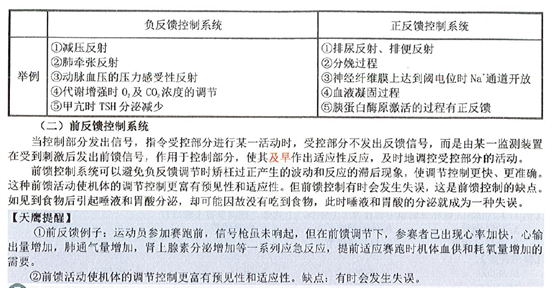 负反馈控制系统 正反馈控制系统
举例
①减压反射 ①排尿反射、排便反射
②肺牵张反射 ②分娩过程
③动脉血压的压力感受性反射 ③神经纤维膜上达到阈电位时 Na⁺通道开放
④代谢增强时 O₂及 CO₂浓度的调节 ④血液凝固过程
⑤甲亢时 TSH 分泌减少 ⑤胰蛋白酶原激活的过程有正反馈
（二）前反馈控制系统
当控制部分发出信号，指令受控部分进行某一活动时，受控部分不发出反馈信号，而是由某一监测装置
在受到刺激后发出前馈信号，作用于控制部分，使其及早作出适应性反应，及时地调控受控部分的活动。
前馈控制系统可以避免负反馈调节时矫枉过正产生的波动和反应的滞后现象，使调节控制更快、更准确。
这种前馈活动使机体的调节控制更富有预见性和适应性。但前馈控制有时会发生失误，这是前馈控制的缺点。
如见到食物后引起唾液和胃酸分泌，却可能因故没有吃到食物，此时唾液和胃酸的分泌就成为一种失误。
【天鹰提醒】
①前反馈例子：运动员参加赛跑前，信号枪虽未响起，但在前馈调节下，参赛者已出现心率加快，心输
出量增加，肺通气量增加，肾上腺素分泌增加等一系列应急反应，提前适应赛跑时机体血供和耗氧量增加的
需要。
②前馈活动使机体的调节控制更富有预见性和适应性。缺点：有时会发生失误。